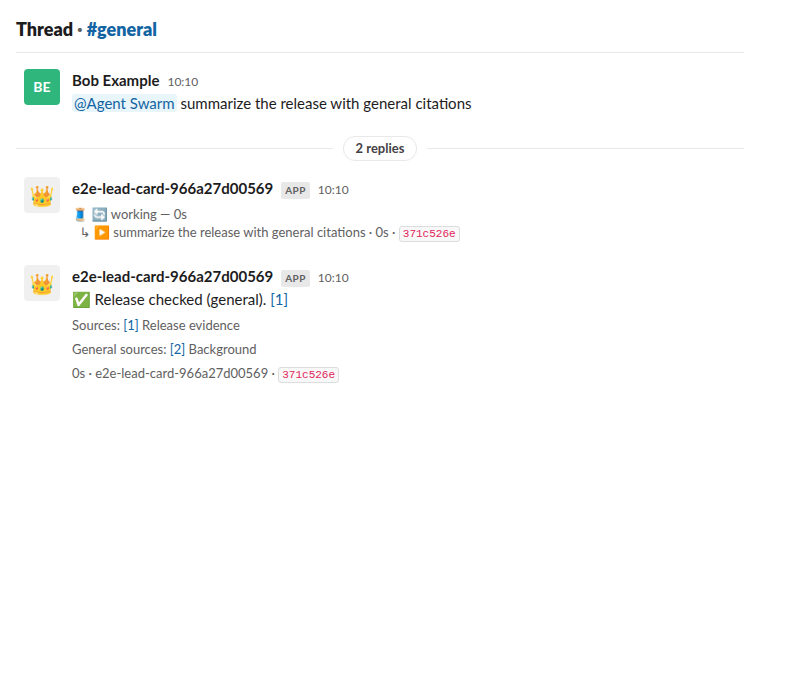 Thread • #general
BE
Bob Example 10:10
@Agent Swarm summarize the release with general citations
2 replies
e2e-lead-card-966a27d00569 APP 10:10
🧵 🔄 working — 0s
↳ ▶️ summarize the release with general citations · 0s · 371c526e
e2e-lead-card-966a27d00569 APP 10:10
✅ Release checked (general). [1]
Sources: [1] Release evidence
General sources: [2] Background
0s · e2e-lead-card-966a27d00569 · 371c526e